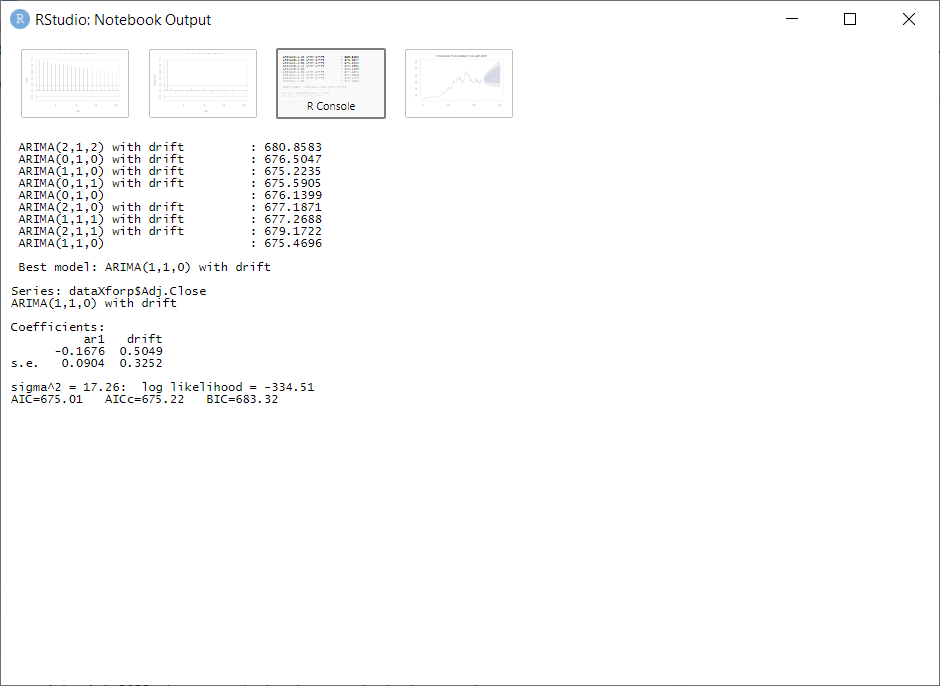 RStudio: Notebook Output
R Console
ARIMA(2,1,2) with drift : 680.8583
ARIMA(0,1,0) with drift : 676.5047
ARIMA(1,1,0) with drift : 675.2235
ARIMA(0,1,1) with drift : 675.5905
ARIMA(0,1,0) : 676.1399
ARIMA(2,1,0) with drift : 677.1871
ARIMA(1,1,1) with drift : 677.2688
ARIMA(2,1,1) with drift : 679.1722
ARIMA(1,1,0) : 675.4696
Best model: ARIMA(1,1,0) with drift
Series: dataXforp$Adj.Close
ARIMA(1,1,0) with drift
Coefficients:
ar1 drift
-0.1676 0.5049
s.e. 0.0904 0.3252
sigma^2 = 17.26: log likelihood = -334.51
AIC=675.01 AICc=675.22 BIC=683.32